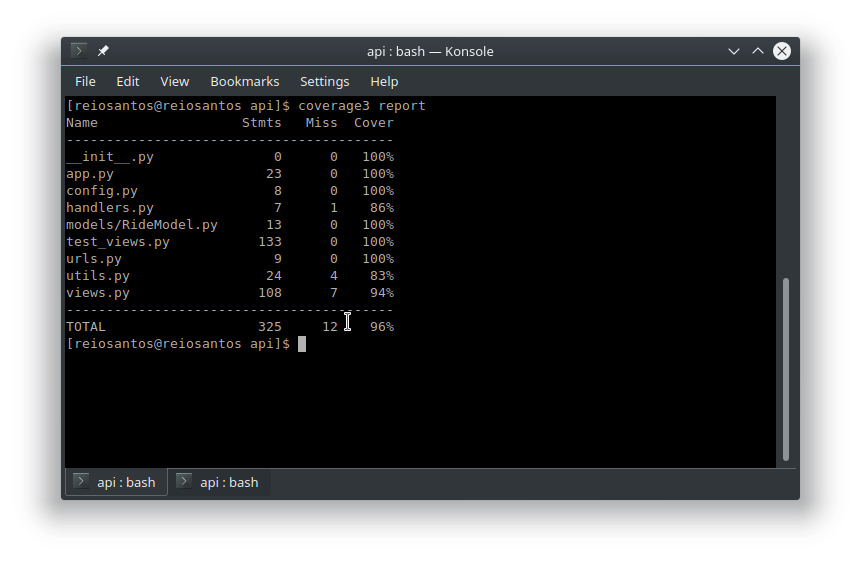 api : bash — Konsole
File Edit View Bookmarks Settings Help
[reiosantos@reiosantos api]$ coverage3 report
Name                  Stmts   Miss  Cover
-----------------------------------------
__init__.py               0      0   100%
app.py                   23      0   100%
config.py                 8      0   100%
handlers.py               7      1    86%
models/RideModel.py      13      0   100%
test_views.py           133      0   100%
urls.py                   9      0   100%
utils.py                 24      4    83%
views.py                108      7    94%
-----------------------------------------
TOTAL                   325     12    96%
[reiosantos@reiosantos api]$
api : bash api : bash